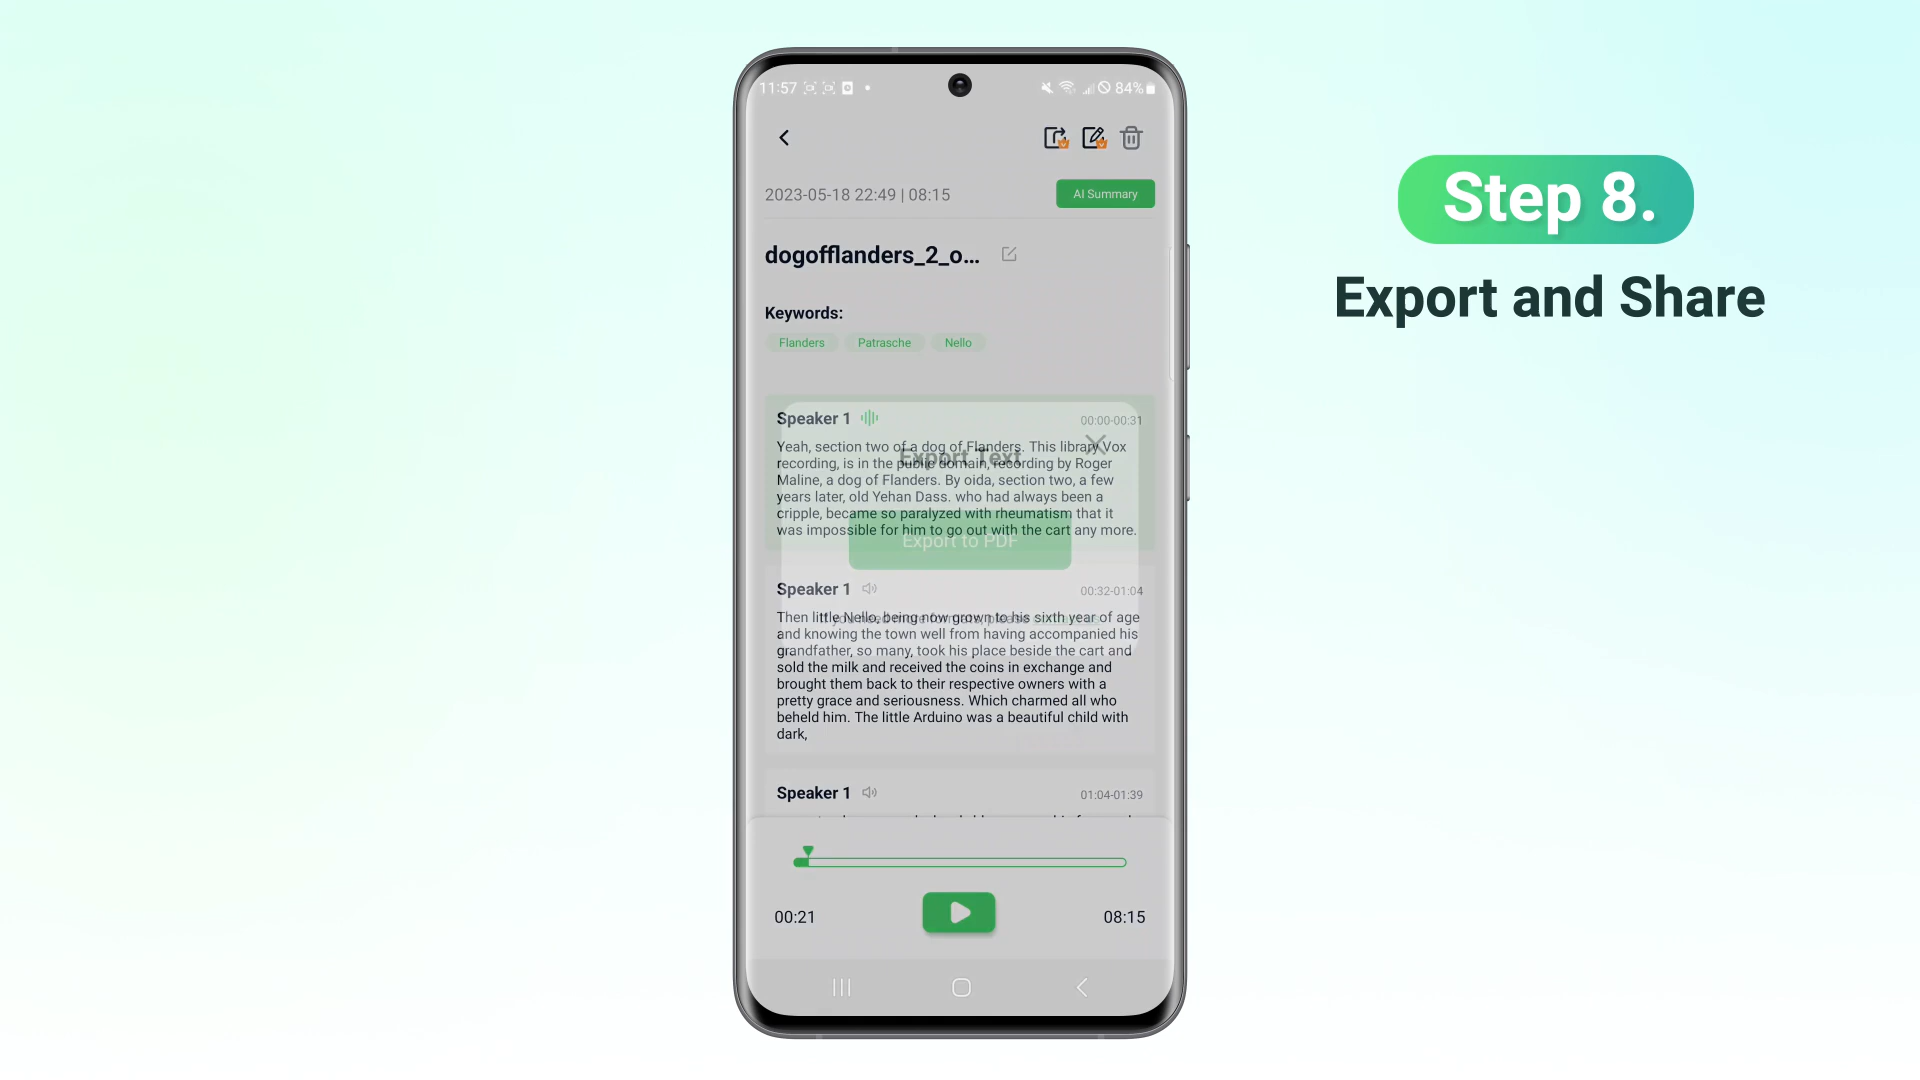 11:57
84%
2023-05-18 22:49 | 08:15
AI Summary
dogofflanders_2_o...
Keywords:
Flanders
Patrasche
Nello
Speaker 1
00:00-00:31
Yeah, section two of a dog of Flanders. This library Vox
recording, is in the public domain, recording by Roger
Maline, a dog of Flanders. By oida, section two, a few
years later, old Yehan Dass. who had always been a
cripple, became so paralyzed with rheumatism that it
was impossible for him to go out with the cart any more.
Export Text
Export to PDF
Speaker 1
00:32-01:04
Then little Nello, being now grown to his sixth year of age
and knowing the town well from having accompanied his
grandfather, so many, took his place beside the cart and
sold the milk and received the coins in exchange and
brought them back to their respective owners with a
pretty grace and seriousness. Which charmed all who
beheld him. The little Arduino was a beautiful child with
dark,
If you need more formats, please
Speaker 1
01:04-01:39
00:21
08:15
Step 8.
Export and Share